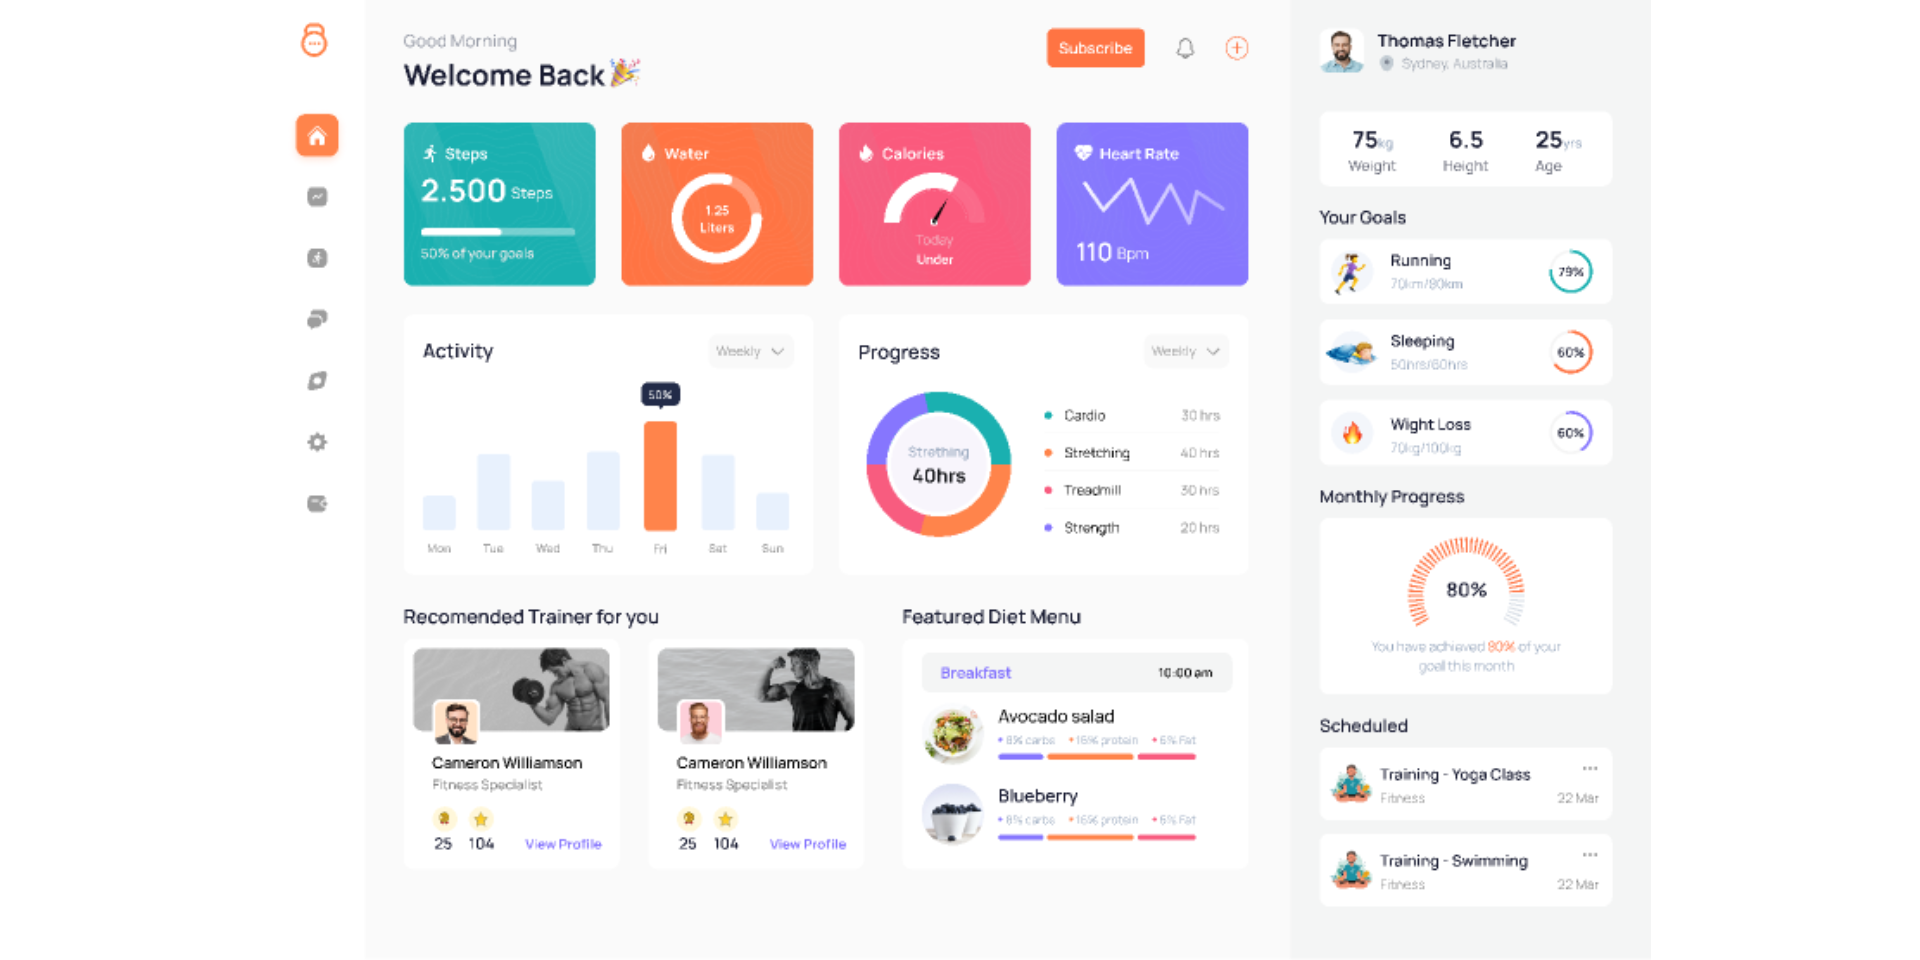 Good Morning
Welcome Back
Subscribe
Steps
2.500 Steps
50% of your goals
Water
1.25
Liters
Calories
Today
Under
Heart Rate
110 Bpm
Activity
Weekly
50%
Mon Tue Wed Thu Fri Sat Sun
Progress
Weekly
Strethiing
40hrs
Cardio 30 hrs
Stretching 40 hrs
Treadmill 30 hrs
Strength 20 hrs
Recomended Trainer for you
Cameron Williamson
Fitness Specialist
25 104 View Profile
Cameron Williamson
Fitness Specialist
25 104 View Profile
Featured Diet Menu
Breakfast 10:00 am
Avocado salad
8% carbs 16% protein 6% Fat
Blueberry
8% carbs 16% protein 6% Fat
Thomas Fletcher
Sydney, Australia
75kg 6.5 25yrs
Weight Height Age
Your Goals
Running
70km/80km
79%
Sleeping
50hrs/60hrs
60%
Wight Loss
70kg/100kg
60%
Monthly Progress
80%
You have achieved 80% of your
goal this month
Scheduled
Training - Yoga Class
Fitness 22 Mar
Training - Swimming
Fitness 22 Mar